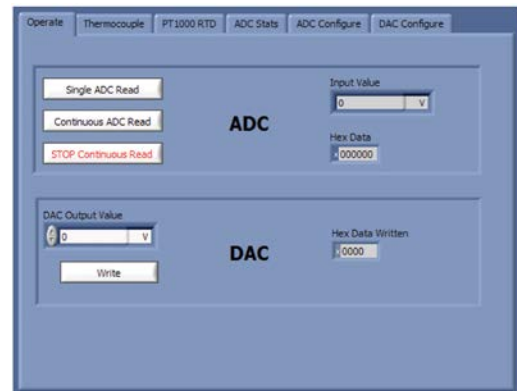 Operate Thermocouple PT1000 RTD ADC Stats ADC Configure DAC Configure
Single ADC Read
Continuous ADC Read
STOP Continuous Read
ADC
Input Value
0 V
Hex Data
x 000000
DAC Output Value
0 V
Write
DAC
Hex Data Written
x 0000